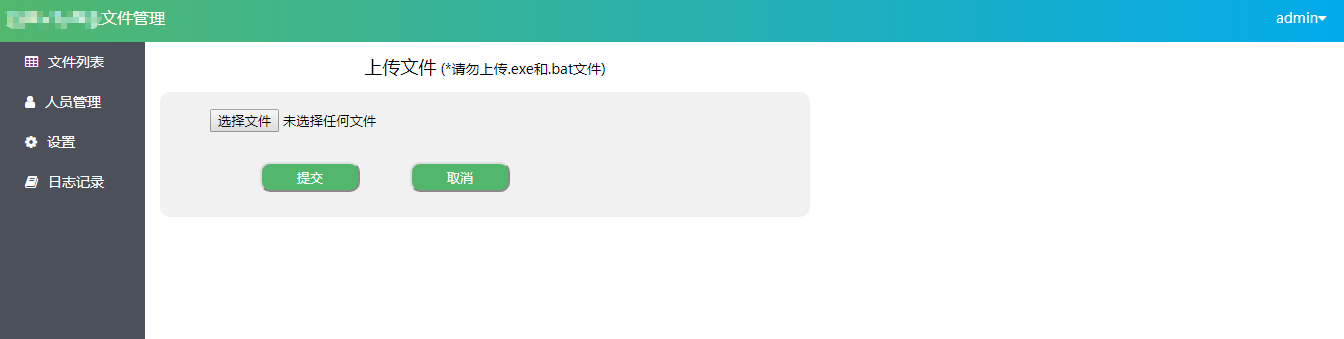 文件管理
admin
文件列表
人员管理
设置
日志记录
上传文件 (*请勿上传.exe和.bat文件)
选择文件 未选择任何文件
提交 取消